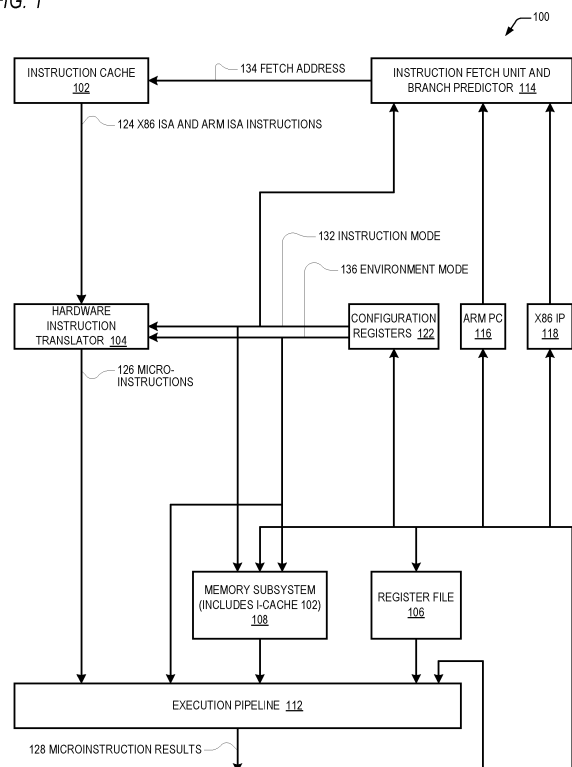 FIG. 1
100
INSTRUCTION CACHE
102
134 FETCH ADDRESS
INSTRUCTION FETCH UNIT AND
BRANCH PREDICTOR 114
124 X86 ISA AND ARM ISA INSTRUCTIONS
132 INSTRUCTION MODE
136 ENVIRONMENT MODE
HARDWARE
INSTRUCTION
TRANSLATOR 104
CONFIGURATION
REGISTERS 122
ARM PC
116
X86 IP
118
126 MICRO-
INSTRUCTIONS
MEMORY SUBSYSTEM
(INCLUDES I-CACHE 102)
108
REGISTER FILE
106
EXECUTION PIPELINE 112
128 MICROINSTRUCTION RESULTS